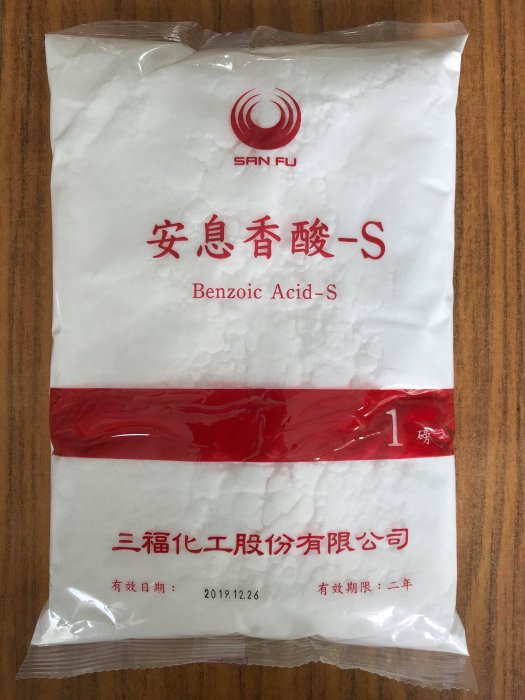 SAN FU
安息香酸-S
Benzoic Acid-S
1 磅
三福化工股份有限公司
有效日期： 2019.12.26 有效期限：二年